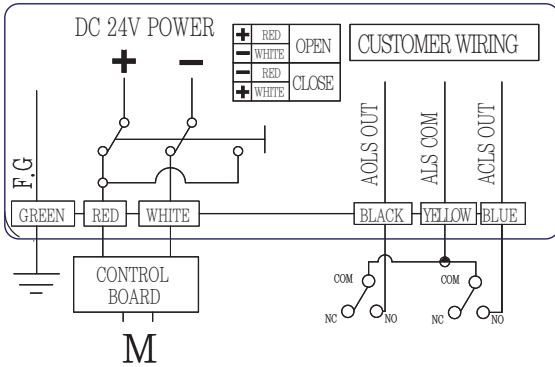 DC 24V POWER
+ −
+ RED OPEN
− WHITE
− RED CLOSE
+ WHITE
CUSTOMER WIRING
F.G
AOLS OUT
ALS COM
ACLS OUT
GREEN RED WHITE BLACK YELLOW BLUE
CONTROL
BOARD
M
COM COM
NC NO NC NO